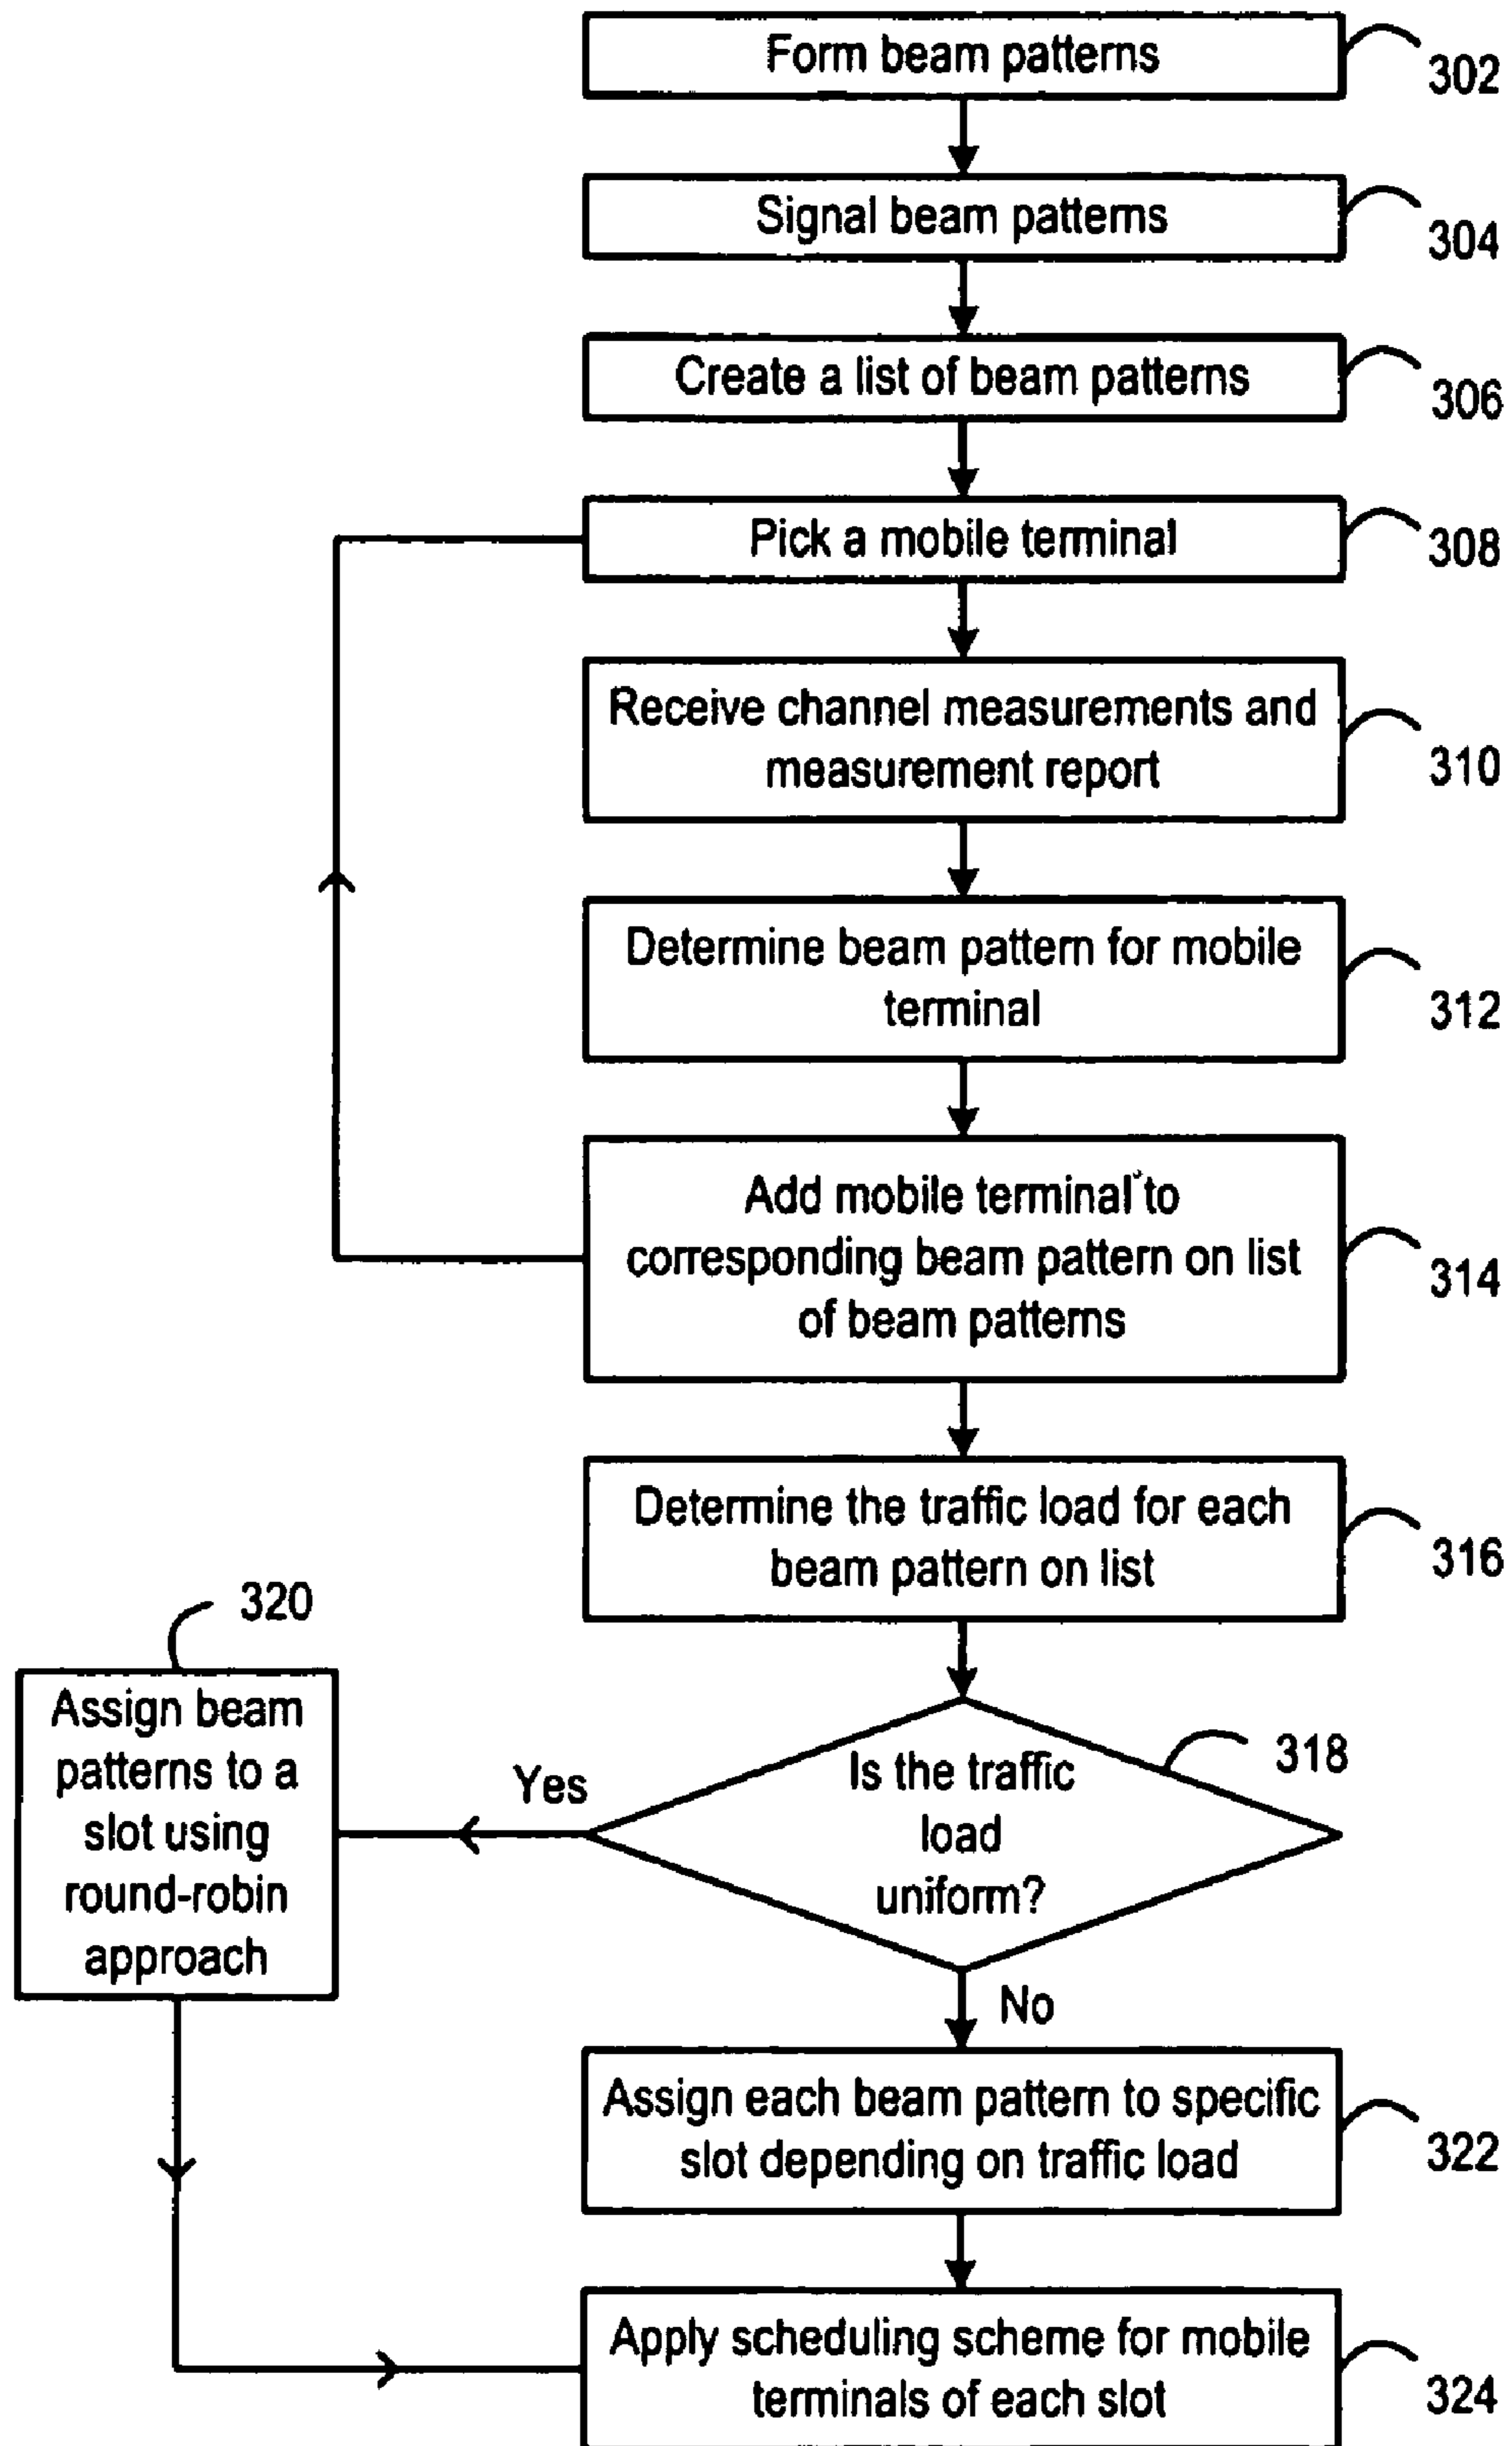 Form beam patterns
302
Signal beam patterns
304
Create a list of beam patterns
306
Pick a mobile terminal
308
Receive channel measurements and
measurement report
310
Determine beam pattern for mobile
terminal
312
Add mobile terminal to
corresponding beam pattern on list
of beam patterns
314
Determine the traffic load for each
beam pattern on list
316
320
Assign beam
patterns to a
slot using
round-robin
approach
Yes
Is the traffic
load
uniform?
318
No
Assign each beam pattern to specific
slot depending on traffic load
322
Apply scheduling scheme for mobile
terminals of each slot
324